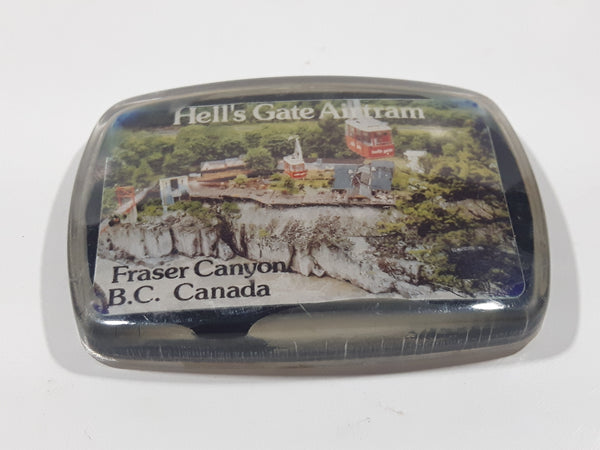 Hell's Gate Airtram
Fraser Canyon
B.C. Canada